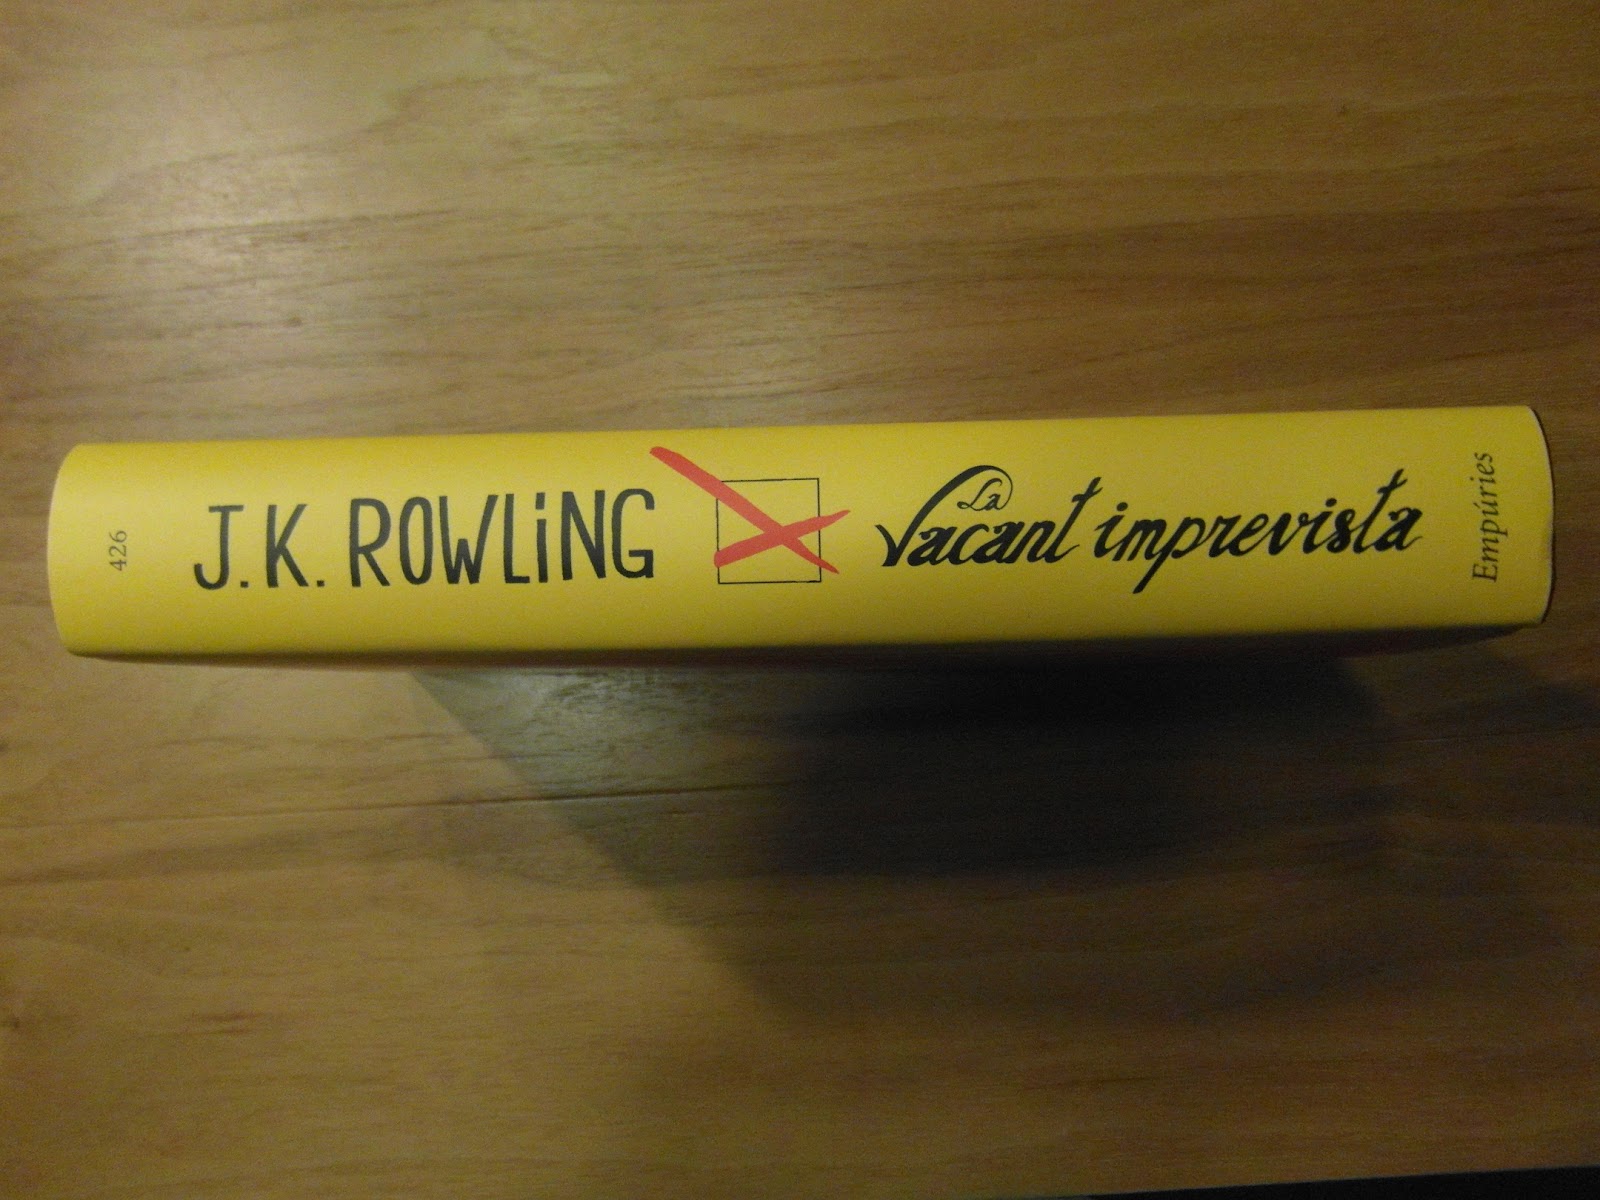 426
J.K. ROWLiNG
La
Vacant imprevista
Empúries